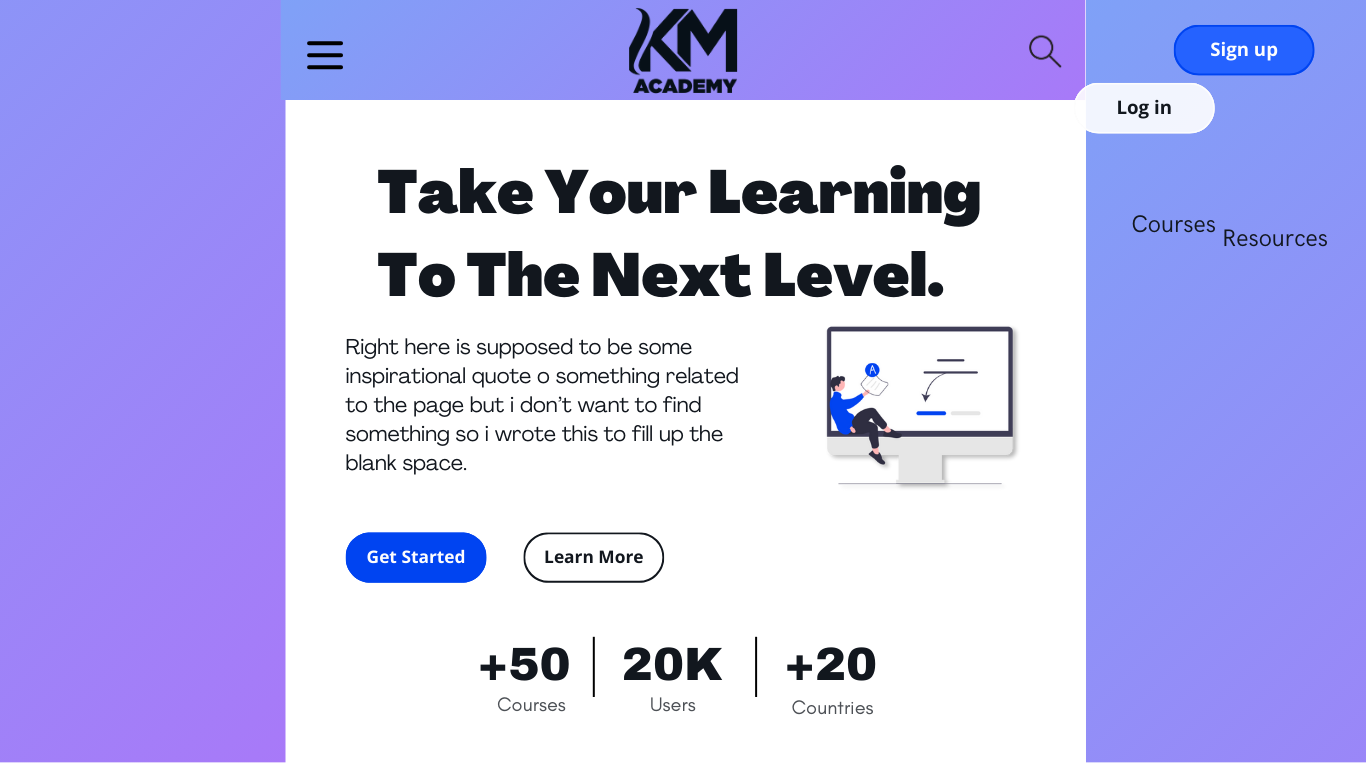 KM
ACADEMY
Sign up
Log in
Take Your Learning
To The Next Level.
Courses
Resources
Right here is supposed to be some
inspirational quote o something related
to the page but i don’t want to find
something so i wrote this to fill up the
blank space.
A
Get Started
Learn More
+50
20K
+20
Courses
Users
Countries